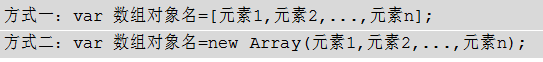 方式一：var 数组对象名=[元素1,元素2,...,元素n];
方式二：var 数组对象名=new Array(元素1,元素2,...,元素n);